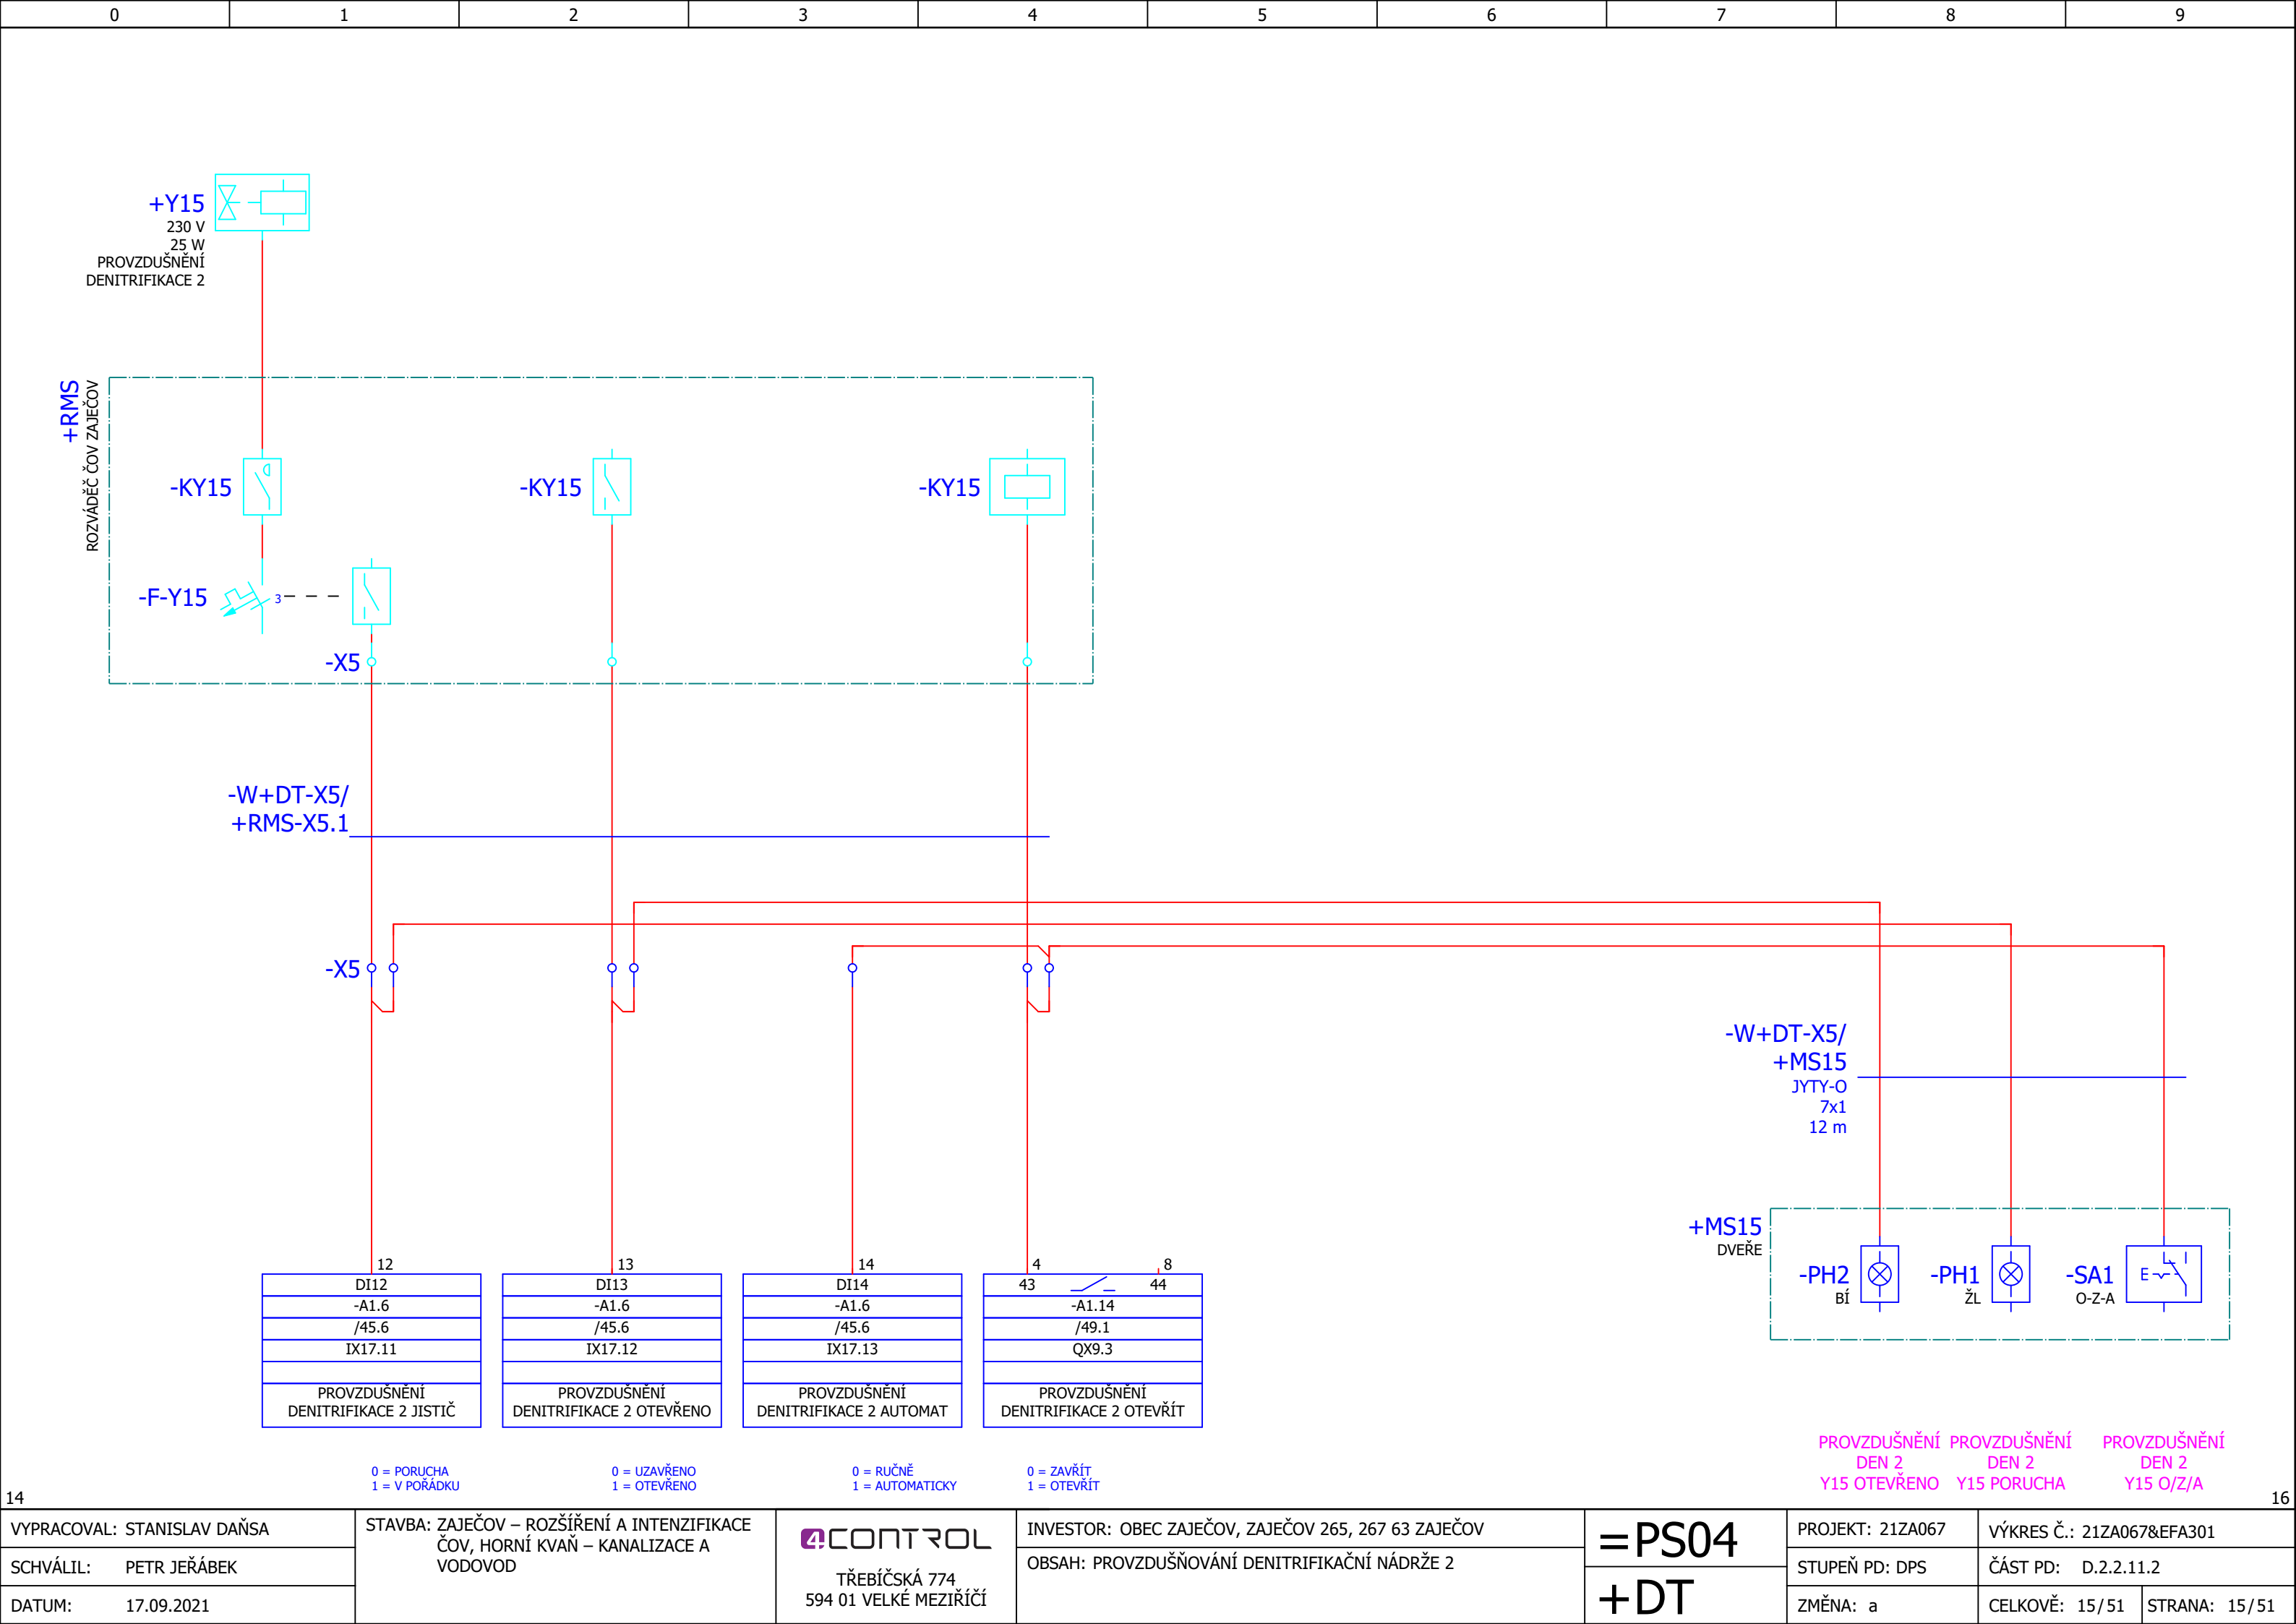 0 1 2 3 4 5 6 7 8 9
+Y15
230 V
25 W
PROVZDUŠNĚNÍ
DENITRIFIKACE 2
+RMS
ROZVÁDĚČ ČOV ZAJEČOV
-KY15
-KY15
-KY15
-F-Y15
3
-X5
-W+DT-X5/
+RMS-X5.1
-X5
-W+DT-X5/
+MS15
JYTY-O
7x1
12 m
+MS15
DVEŘE
-PH2
BÍ
-PH1
ŽL
-SA1
O-Z-A
E
12
DI12
-A1.6
/45.6
IX17.11
PROVZDUŠNĚNÍ
DENITRIFIKACE 2 JISTIČ
0 = PORUCHA
1 = V POŘÁDKU
13
DI13
-A1.6
/45.6
IX17.12
PROVZDUŠNĚNÍ
DENITRIFIKACE 2 OTEVŘENO
0 = UZAVŘENO
1 = OTEVŘENO
14
DI14
-A1.6
/45.6
IX17.13
PROVZDUŠNĚNÍ
DENITRIFIKACE 2 AUTOMAT
0 = RUČNĚ
1 = AUTOMATICKY
4 8
43 44
-A1.14
/49.1
QX9.3
PROVZDUŠNĚNÍ
DENITRIFIKACE 2 OTEVŘÍT
0 = ZAVŘÍT
1 = OTEVŘÍT
PROVZDUŠNĚNÍ
DEN 2
Y15 OTEVŘENO
PROVZDUŠNĚNÍ
DEN 2
Y15 PORUCHA
PROVZDUŠNĚNÍ
DEN 2
Y15 O/Z/A
14
16
VYPRACOVAL: STANISLAV DAŇSA
SCHVÁLIL: PETR JEŘÁBEK
DATUM: 17.09.2021
STAVBA: ZAJEČOV – ROZŠÍŘENÍ A INTENZIFIKACE
ČOV, HORNÍ KVAŇ – KANALIZACE A
VODOVOD
4CONTROL
TŘEBÍČSKÁ 774
594 01 VELKÉ MEZIŘÍČÍ
INVESTOR: OBEC ZAJEČOV, ZAJEČOV 265, 267 63 ZAJEČOV
OBSAH: PROVZDUŠŇOVÁNÍ DENITRIFIKAČNÍ NÁDRŽE 2
=PS04
+DT
PROJEKT: 21ZA067
STUPEŇ PD: DPS
ZMĚNA: a
VÝKRES Č.: 21ZA067&EFA301
ČÁST PD: D.2.2.11.2
CELKOVĚ: 15/51
STRANA: 15/51